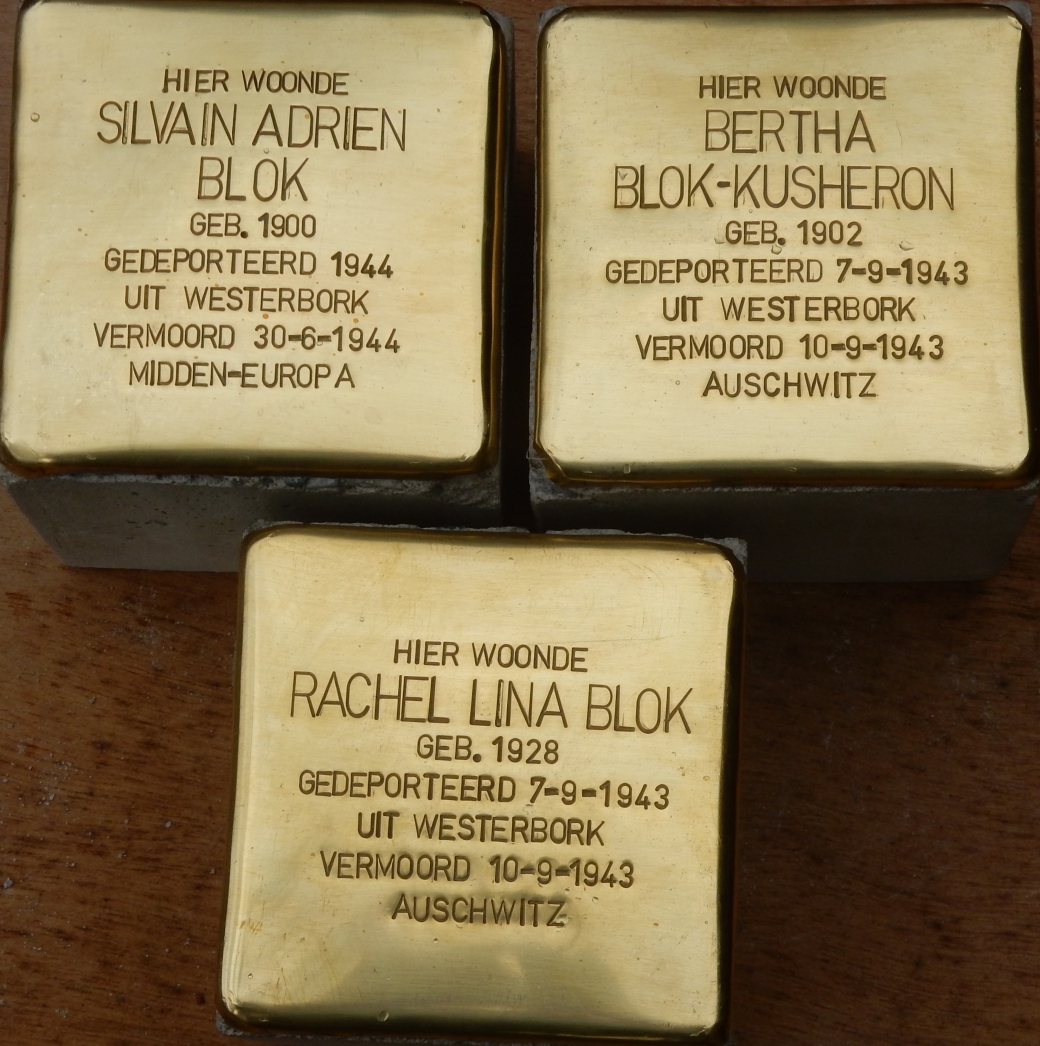 HIER WOONDE
SILVAIN ADRIEN
BLOK
GEB. 1900
GEDEPORTEERD 1944
UIT WESTERBORK
VERMOORD 30-6-1944
MIDDEN-EUROPA
HIER WOONDE
BERTHA
BLOK-KUSHERON
GEB. 1902
GEDEPORTEERD 7-9-1943
UIT WESTERBORK
VERMOORD 10-9-1943
AUSCHWITZ
HIER WOONDE
RACHEL LINA BLOK
GEB. 1928
GEDEPORTEERD 7-9-1943
UIT WESTERBORK
VERMOORD 10-9-1943
AUSCHWITZ